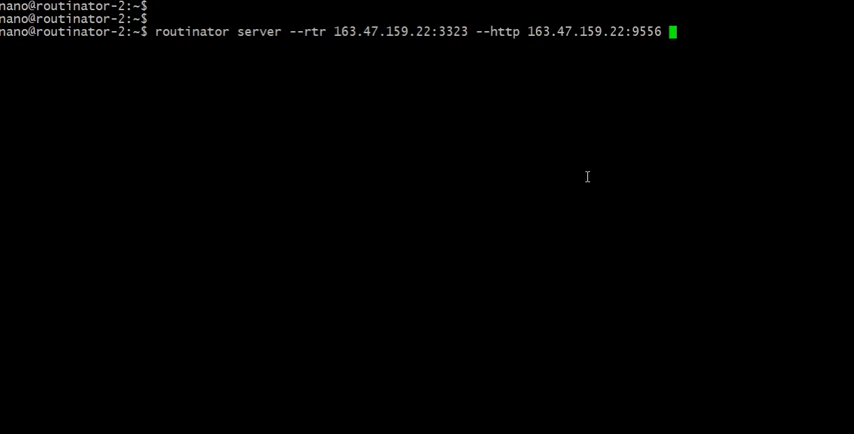 nano@routinator-2:~$
nano@routinator-2:~$
nano@routinator-2:~$ routinator server --rtr 163.47.159.22:3323 --http 163.47.159.22:9556